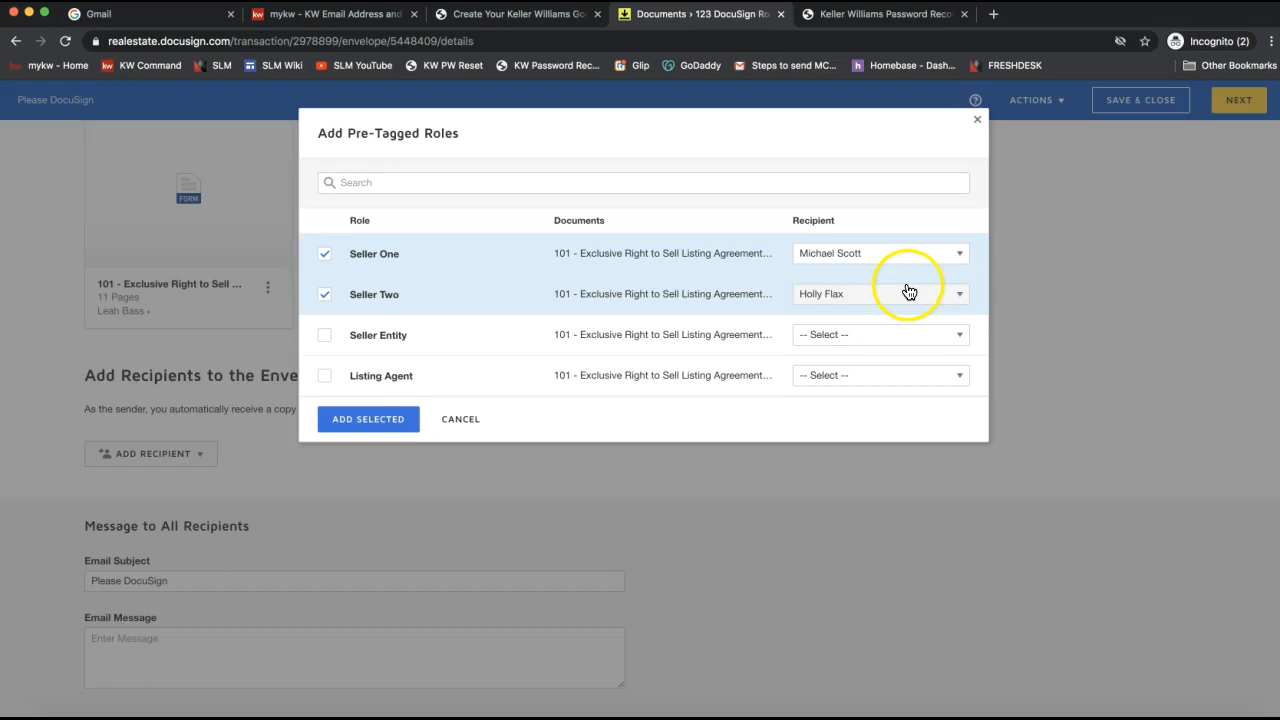 Gmail
mykw - KW Email Address and
Create Your Keller Williams Go
Documents › 123 DocuSign Ro
Keller Williams Password Reco
realestate.docusign.com/transaction/2978899/envelope/5448409/details
Incognito (2)
mykw - Home
KW Command
SLM
SLM Wiki
SLM YouTube
KW PW Reset
KW Password Rec...
Glip
GoDaddy
Steps to send MC...
Homebase - Dash...
FRESHDESK
Other Bookmarks
Please DocuSign
ACTIONS
SAVE & CLOSE
NEXT
Add Pre-Tagged Roles
Search
Role Documents Recipient
Seller One 101 - Exclusive Right to Sell Listing Agreement... Michael Scott
Seller Two 101 - Exclusive Right to Sell Listing Agreement... Holly Flax
Seller Entity 101 - Exclusive Right to Sell Listing Agreement... -- Select --
Listing Agent 101 - Exclusive Right to Sell Listing Agreement... -- Select --
ADD SELECTED CANCEL
FORM
101 - Exclusive Right to Sell ...
11 Pages
Leah Bass •
Add Recipients to the Enve
As the sender, you automatically receive a copy
ADD RECIPIENT
Message to All Recipients
Email Subject
Please DocuSign
Email Message
Enter Message